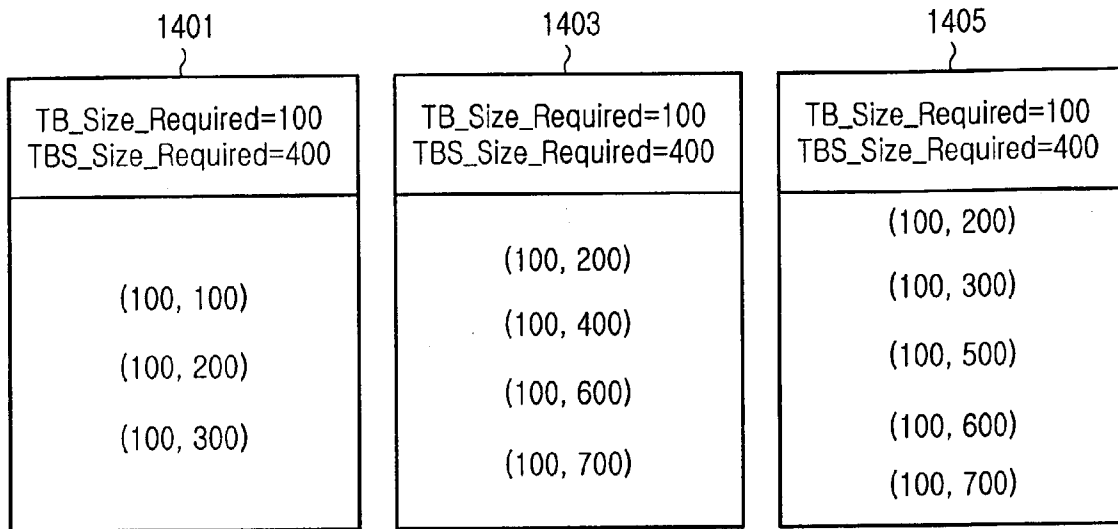 1401
TB_Size_Required=100
TBS_Size_Required=400
(100, 100)
(100, 200)
(100, 300)
1403
TB_Size_Required=100
TBS_Size_Required=400
(100, 200)
(100, 400)
(100, 600)
(100, 700)
1405
TB_Size_Required=100
TBS_Size_Required=400
(100, 200)
(100, 300)
(100, 500)
(100, 600)
(100, 700)